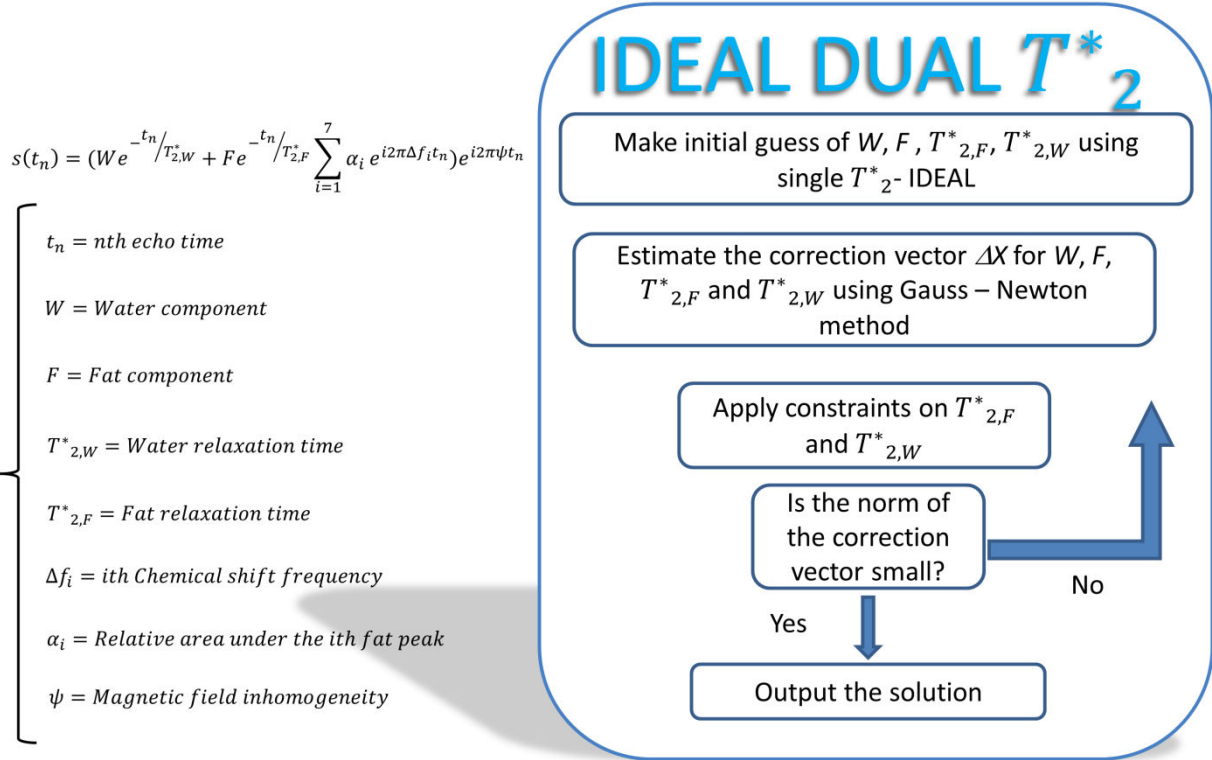 s(t_n) = (We^{-t_n/T^*_{2,W}} + Fe^{-t_n/T^*_{2,F}} \sum_{i=1}^{7} α_i e^{i2πΔf_i t_n})e^{i2πψt_n}
t_n = nth echo time
W = Water component
F = Fat component
T^*_{2,W} = Water relaxation time
T^*_{2,F} = Fat relaxation time
Δf_i = ith Chemical shift frequency
α_i = Relative area under the ith fat peak
ψ = Magnetic field inhomogeneity
IDEAL DUAL T^*_2
Make initial guess of W, F , T^*_{2,F}, T^*_{2,W} using
single T^*_2- IDEAL
Estimate the correction vector ΔX for W, F,
T^*_{2,F} and T^*_{2,W} using Gauss – Newton
method
Apply constraints on T^*_{2,F}
and T^*_{2,W}
Is the norm of
the correction
vector small?
No
Yes
Output the solution